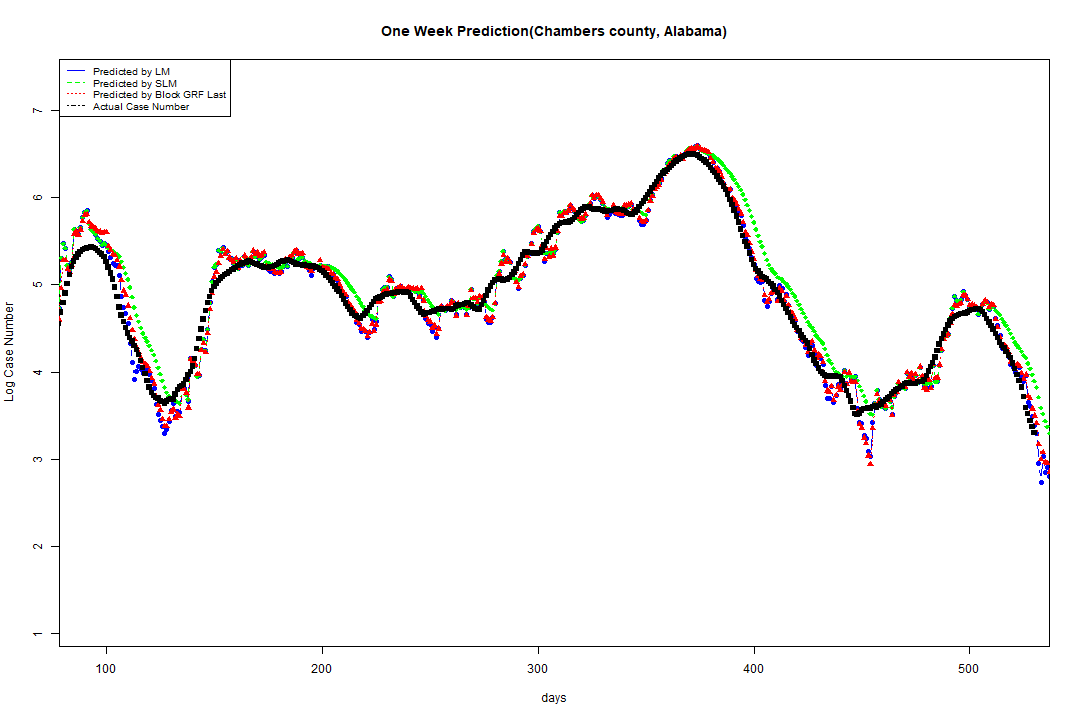 One Week Prediction(Chambers county, Alabama)
Predicted by LM
Predicted by SLM
Predicted by Block GRF Last
Actual Case Number
7
6
5
4
3
2
1
Log Case Number
100 200 300 400 500
days